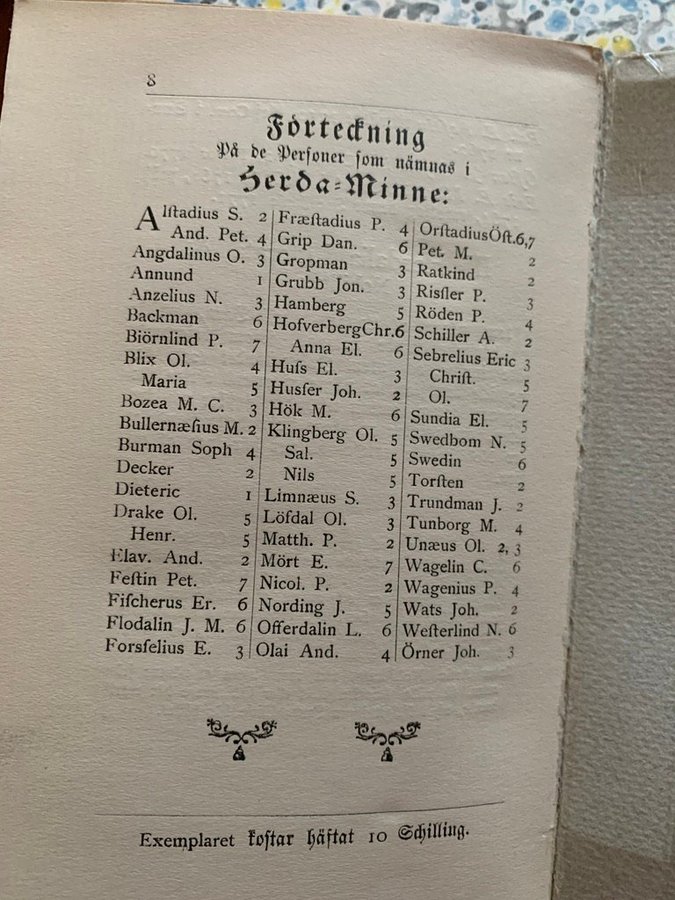 8
Förteckning
På de Perſoner ſom nämnas i
Herda=Minne:
Alſtadius S. 2
And. Pet. 4
Angdalinus O. 3
Annund 1
Anzelius N. 3
Backman 6
Biörnlind P. 7
Blix Ol. 4
Maria 5
Bozea M. C. 3
Bullernæſius M. 2
Burman Soph 4
Decker 2
Dieteric 1
Drake Ol. 5
Henr. 5
Elav. And. 2
Feſtin Pet. 7
Fiſcherus Er. 6
Flodalin J. M. 6
Forsſelius E. 3
Fræſtadius P. 4
Grip Dan. 6
Gropman 3
Grubb Jon. 3
Hamberg 5
HofverbergChr.6
Anna El. 6
Huſs El. 3
Husſer Joh. 2
Hök M. 6
Klingberg Ol. 5
Sal. 5
Nils 5
Limnæus S. 3
Löfdal Ol. 3
Matth. P. 2
Mört E. 7
Nicol. P. 2
Nording J. 5
Offerdalin L. 6
Olai And. 4
OrſtadiusÖſt.6,7
Pet. M. 2
Ratkind 2
Risſler P. 3
Röden P. 4
Schiller A. 2
Sebrelius Eric 3
Chriſt. 5
Ol. 7
Sundia El. 5
Swedbom N. 5
Swedin 6
Torſten 2
Trundman J. 2
Tunborg M. 4
Unæus Ol. 2, 3
Wagelin C. 6
Wagenius P. 4
Wats Joh. 2
Weſterlind N. 6
Örner Joh. 3
Exemplaret koſtar häftat 10 Schilling.